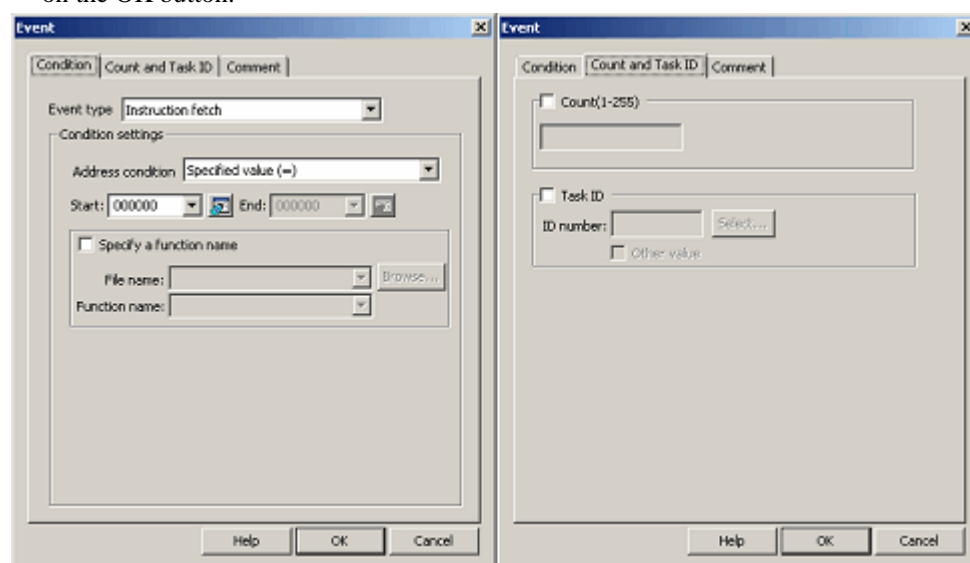 on the OK button.
Event
Condition Count and Task ID Comment
Event type Instruction fetch
Condition settings
Address condition Specified value (=)
Start: 000000 End: 000000
Specify a function name
File name: Browse...
Function name:
Help OK Cancel
Event
Condition Count and Task ID Comment
Count(1-255)
Task ID
ID number: Select...
Other value
Help OK Cancel